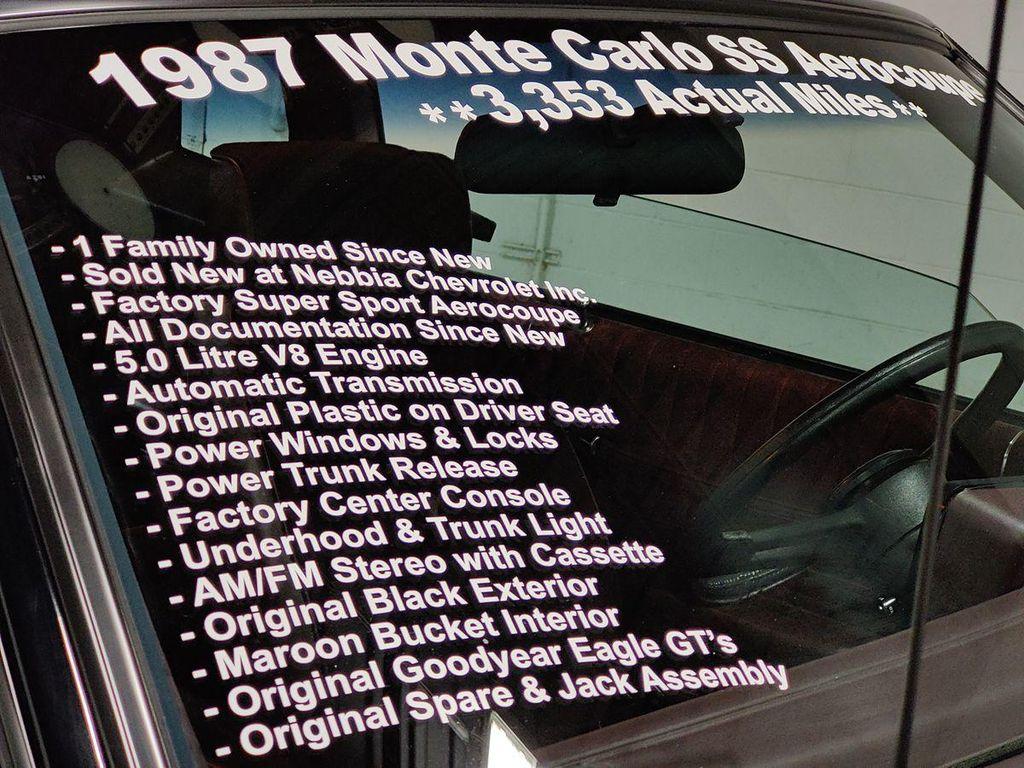 1987 Monte Carlo SS Aerocoupe
**3,353 Actual Miles**
- 1 Family Owned Since New
- Sold New at Nebbia Chevrolet Inc.
- Factory Super Sport Aerocoupe
- All Documentation Since New
- 5.0 Litre V8 Engine
- Automatic Transmission
- Original Plastic on Driver Seat
- Power Windows & Locks
- Power Trunk Release
- Factory Center Console
- Underhood & Trunk Light
- AM/FM Stereo with Cassette
- Original Black Exterior
- Maroon Bucket Interior
- Original Goodyear Eagle GT's
- Original Spare & Jack Assembly